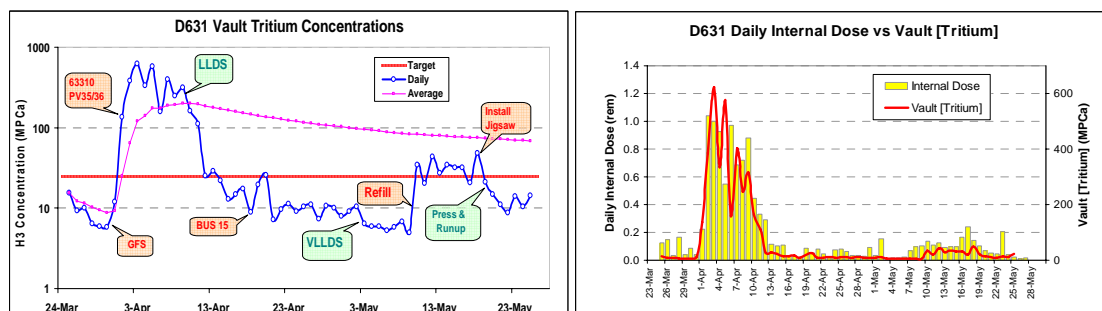 D631 Vault Tritium Concentrations
H3 Concentration (MPCa)
1000
100
10
1
24-Mar 3-Apr 13-Apr 23-Apr 3-May 13-May 23-May
Target
Daily
Average
63310
PV35/36
LLDS
Install
Jigsaw
GFS
BUS 15
VLLDS
Refill
Press &
Runup
D631 Daily Internal Dose vs Vault [Tritium]
Daily Internal Dose (rem)
1.4
1.2
1.0
0.8
0.6
0.4
0.2
0.0
Internal Dose
Vault [Tritium]
600
400
200
0
Vault [Tritium] (MPCa)
23-Mar 26-Mar 29-Mar 1-Apr 4-Apr 7-Apr 10-Apr 13-Apr 16-Apr 19-Apr 22-Apr 25-Apr 28-Apr 1-May 4-May 7-May 10-May 13-May 16-May 19-May 22-May 25-May 28-May